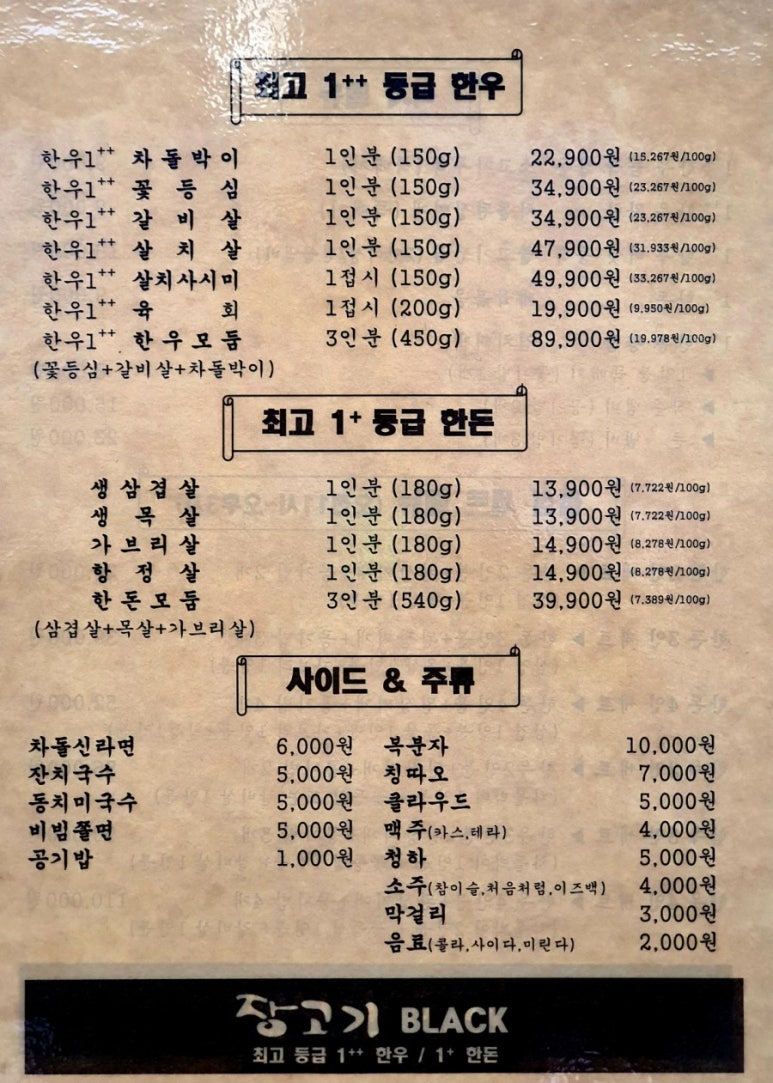 최고 1++ 등급 한우
한우1++ 차돌박이 1인분 (150g) 22,900원 (15.267원/100g)
한우1++ 꽃등심 1인분 (150g) 34,900원 (23.267원/100g)
한우1++ 갈비살 1인분 (150g) 34,900원 (23.267원/100g)
한우1++ 살치살 1인분 (150g) 47,900원 (31.933원/100g)
한우1++ 살치사시미 1접시 (150g) 49,900원 (33.267원/100g)
한우1++ 육회 1접시 (200g) 19,900원 (9.950원/100g)
한우1++ 한우모둠 3인분 (450g) 89,900원 (19.978원/100g)
(꽃등심+갈비살+차돌박이)
최고 1+ 등급 한돈
생삼겹살 1인분 (180g) 13,900원 (7.722원/100g)
생목살 1인분 (180g) 13,900원 (7.722원/100g)
가브리살 1인분 (180g) 14,900원 (8.278원/100g)
항정살 1인분 (180g) 14,900원 (8.278원/100g)
한돈모둠 3인분 (540g) 39,900원 (7.389원/100g)
(삼겹살+목살+가브리살)
사이드 & 주류
차돌신라면 6,000원
잔치국수 5,000원
동치미국수 5,000원
비빔쫄면 5,000원
공기밥 1,000원
복분자 10,000원
칭따오 7,000원
클라우드 5,000원
맥주(카스,테라) 4,000원
청하 5,000원
소주(참이슬,처음처럼,이즈백) 4,000원
막걸리 3,000원
음료(콜라,사이다,미린다) 2,000원
장고기 BLACK
최고 등급 1++ 한우 / 1+ 한돈